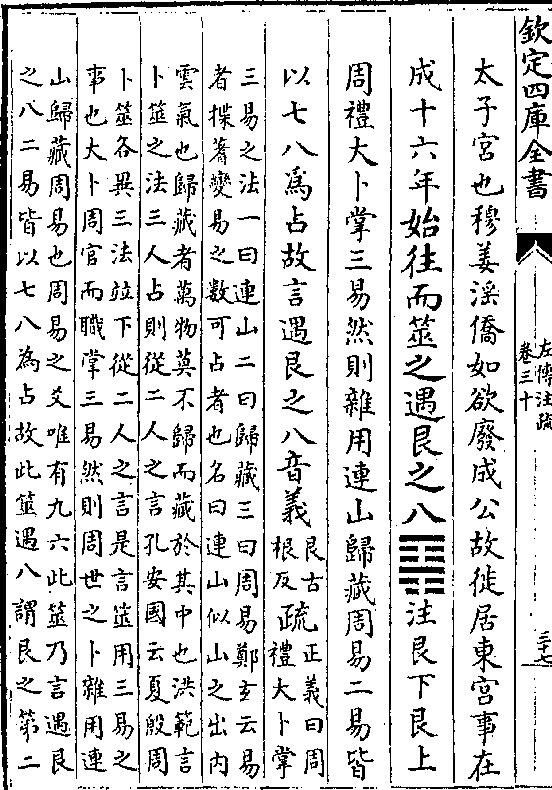 欽定四庫全書
左傳注疏
卷三十
三十七
太子宮也穆姜淫僑如欲廢成公故徙居東宮事在
成十六年始往而筮之遇艮之八䷳注艮下艮上
周禮大卜掌三易然則雜用連山歸藏周易二易皆
以七八為占故言遇艮之八音義艮古
根反疏正義曰周
禮大卜掌
三易之法一曰連山二曰歸藏三曰周易鄭玄云易
者揲蓍變易之數可占者也名曰連山似山之出內
雲氣也歸藏者萬物莫不歸而藏於其中也洪範言
卜筮之法三人占則從二人之言孔安國云夏殷周
卜筮各異三法竝下從二人之言是言筮用三易之
事也大卜周官而職掌三易然則周世之卜雜用連
山歸藏周易也周易之爻唯有九六此筮乃言遇艮
之八二易皆以七八為占故此筮遇八謂艮之第二